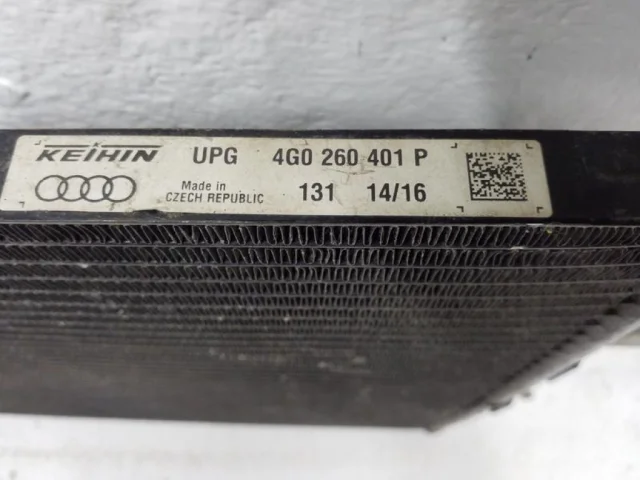 KEIHIN UPG 4G0 260 401 P
Made in
CZECH REPUBLIC 131 14/16